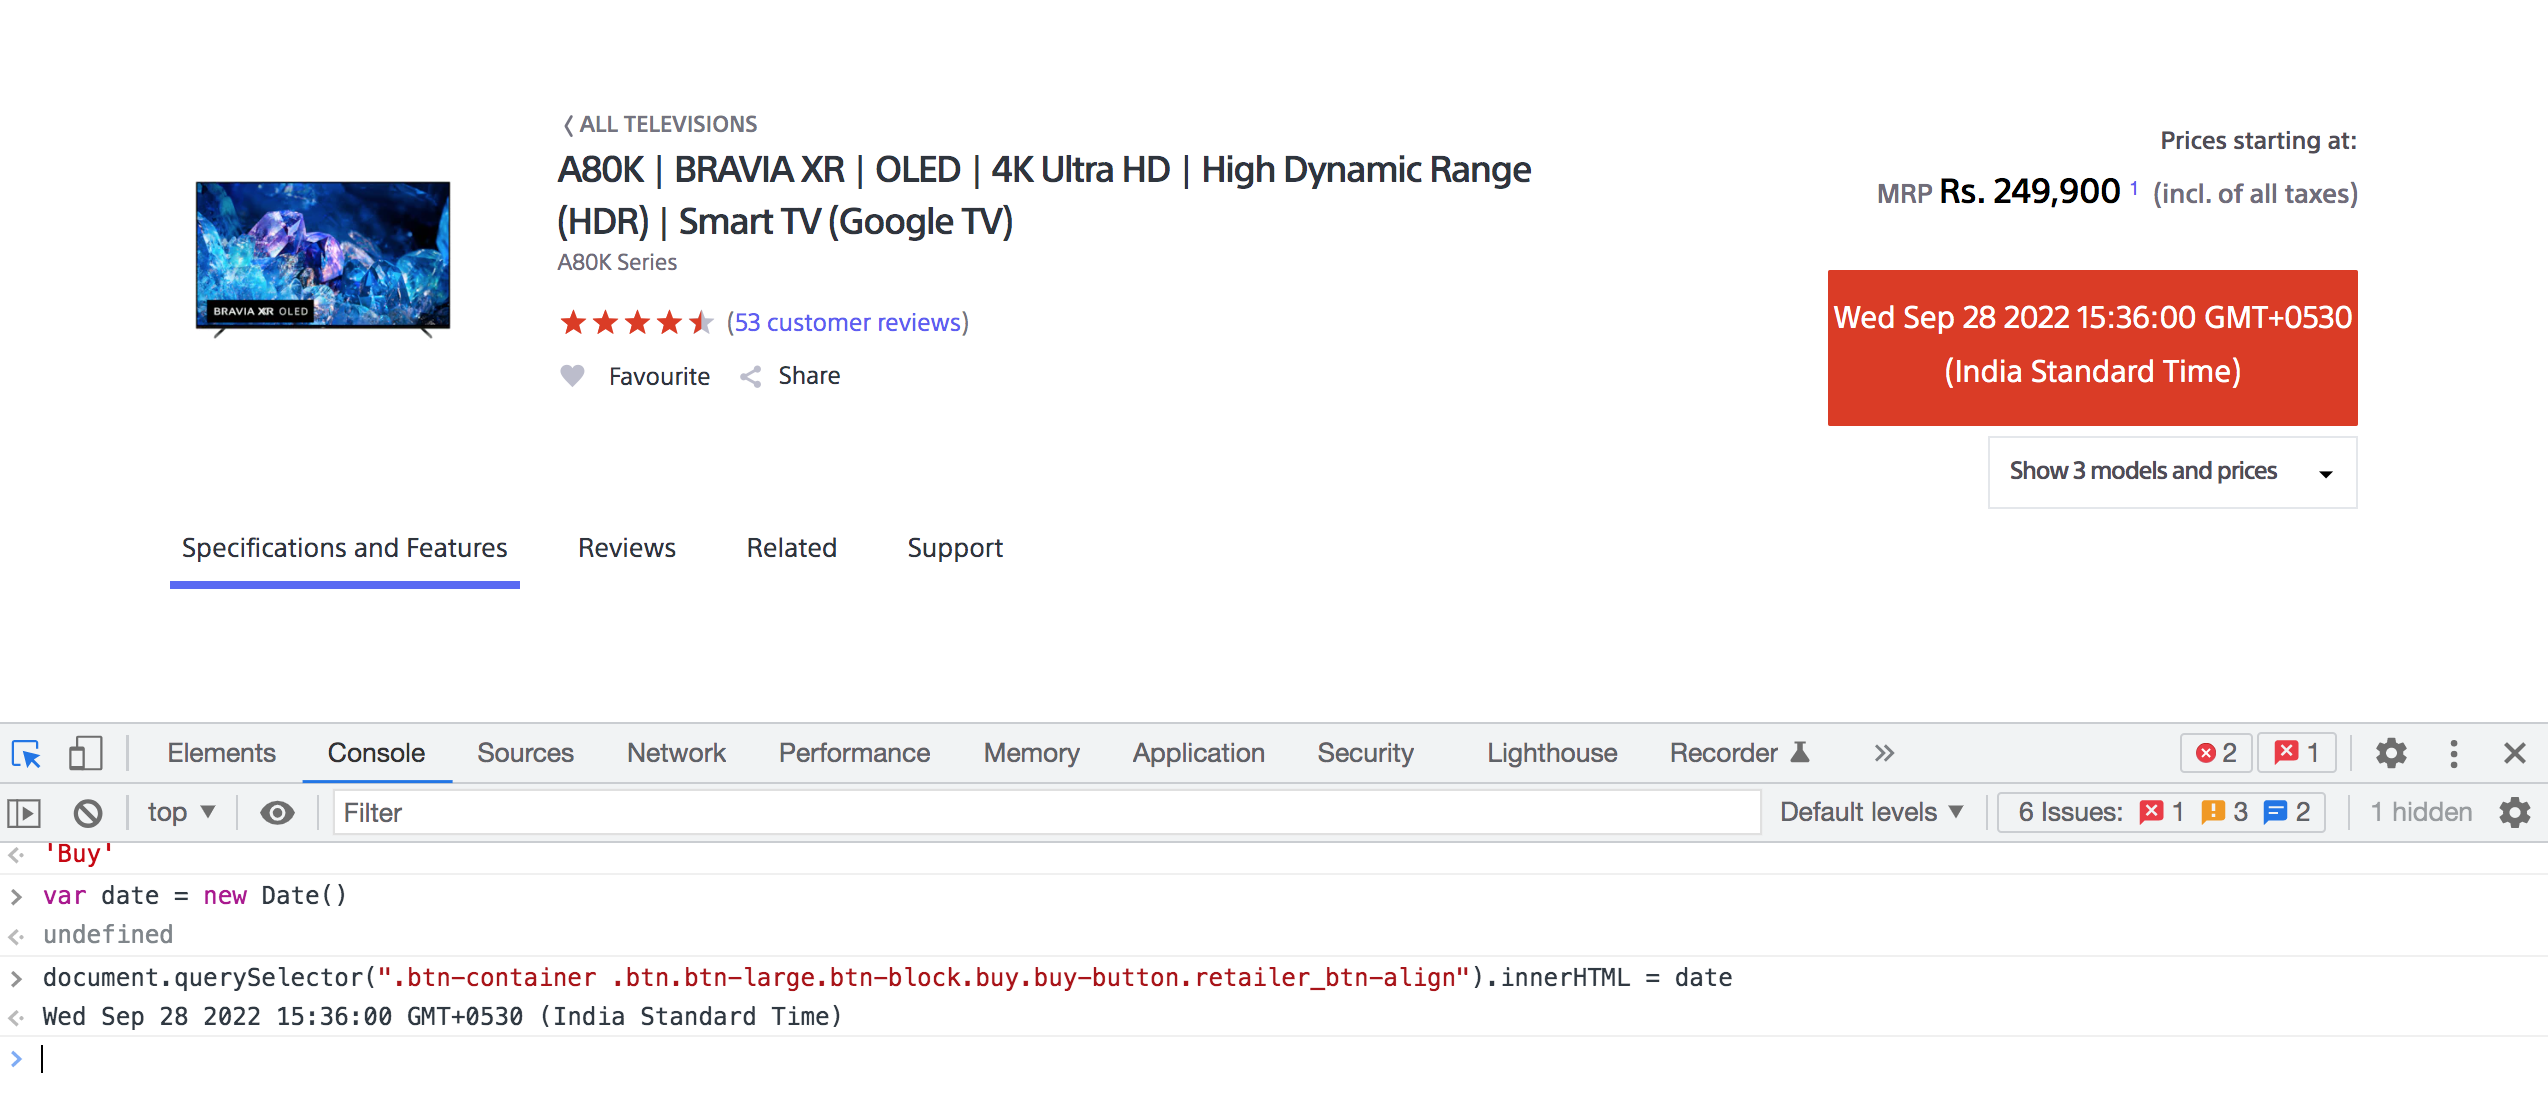 ALL TELEVISIONS
A80K | BRAVIA XR | OLED | 4K Ultra HD | High Dynamic Range
(HDR) | Smart TV (Google TV)
A80K Series
(53 customer reviews)
Favourite Share
BRAVIA XR OLED
Prices starting at:
MRP Rs. 249,900 1 (incl. of all taxes)
Wed Sep 28 2022 15:36:00 GMT+0530
(India Standard Time)
Show 3 models and prices
Specifications and Features Reviews Related Support
Elements Console Sources Network Performance Memory Application Security Lighthouse Recorder 2 1
top Filter Default levels 6 Issues: 1 3 2 1 hidden
'Buy'
var date = new Date()
undefined
document.querySelector(".btn-container .btn.btn-large.btn-block.buy.buy-button.retailer_btn-align").innerHTML = date
Wed Sep 28 2022 15:36:00 GMT+0530 (India Standard Time)